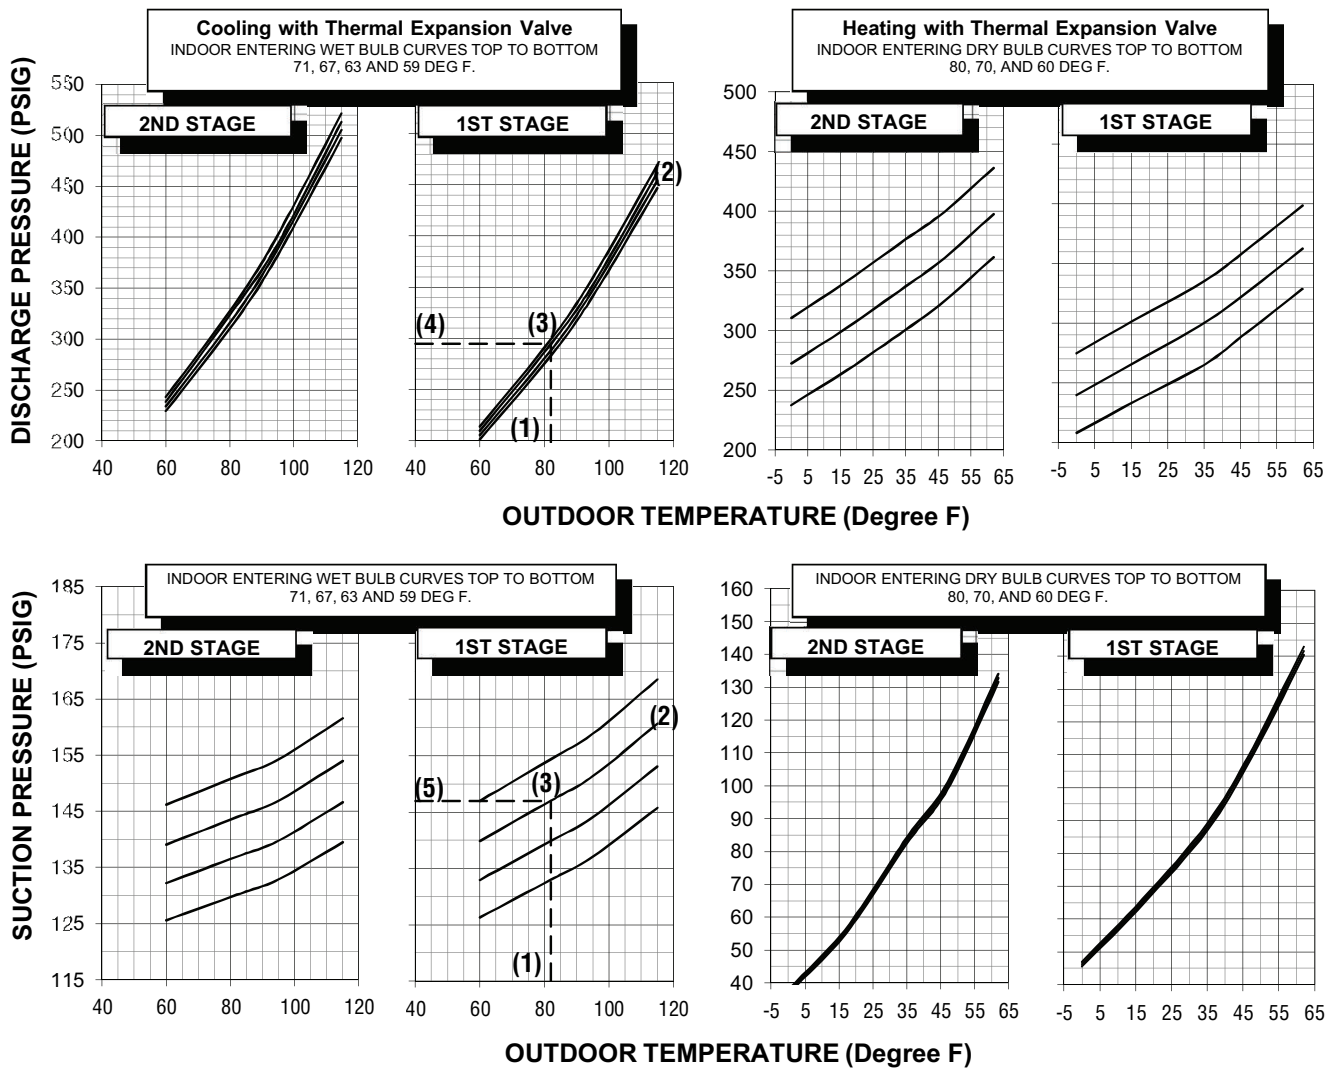 Cooling with Thermal Expansion Valve
INDOOR ENTERING WET BULB CURVES TOP TO BOTTOM
71, 67, 63 AND 59 DEG F.
Heating with Thermal Expansion Valve
INDOOR ENTERING DRY BULB CURVES TOP TO BOTTOM
80, 70, AND 60 DEG F.
DISCHARGE PRESSURE (PSIG)
550
500
450
400
350
300
250
200
2ND STAGE
40 60 80 100 120
1ST STAGE
(2)
(3)
(4)
(1)
40 60 80 100 120
500
450
400
350
300
250
200
2ND STAGE
-5 5 15 25 35 45 55 65
1ST STAGE
-5 5 15 25 35 45 55 65
OUTDOOR TEMPERATURE (Degree F)
INDOOR ENTERING WET BULB CURVES TOP TO BOTTOM
71, 67, 63 AND 59 DEG F.
INDOOR ENTERING DRY BULB CURVES TOP TO BOTTOM
80, 70, AND 60 DEG F.
SUCTION PRESSURE (PSIG)
185
175
165
155
145
135
125
115
2ND STAGE
40 60 80 100 120
1ST STAGE
(2)
(3)
(5)
(1)
40 60 80 100 120
160
150
140
130
120
110
100
90
80
70
60
50
40
2ND STAGE
-5 5 15 25 35 45 55 65
1ST STAGE
-5 5 15 25 35 45 55 65
OUTDOOR TEMPERATURE (Degree F)